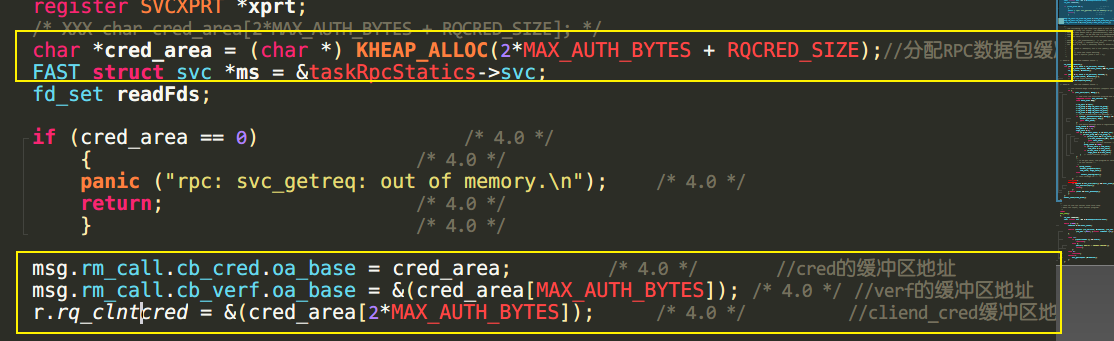 register SVCXPRT *xprt;
/* XXX char cred_area[2*MAX_AUTH_BYTES + RQCRED_SIZE]; */
char *cred_area = (char *) KHEAP_ALLOC(2*MAX_AUTH_BYTES + RQCRED_SIZE);//分配RPC数据包缓
FAST struct svc *ms = &taskRpcStatics->svc;
fd_set readFds;
if (cred_area == 0) /* 4.0 */
{ /* 4.0 */
panic ("rpc: svc_getreq: out of memory.\n"); /* 4.0 */
return; /* 4.0 */
} /* 4.0 */
msg.rm_call.cb_cred.oa_base = cred_area; /* 4.0 */ //cred的缓冲区地址
msg.rm_call.cb_verf.oa_base = &(cred_area[MAX_AUTH_BYTES]); /* 4.0 */ //verf的缓冲区地址
r.rq_clntcred = &(cred_area[2*MAX_AUTH_BYTES]); /* 4.0 */ //cliend_cred缓冲区地